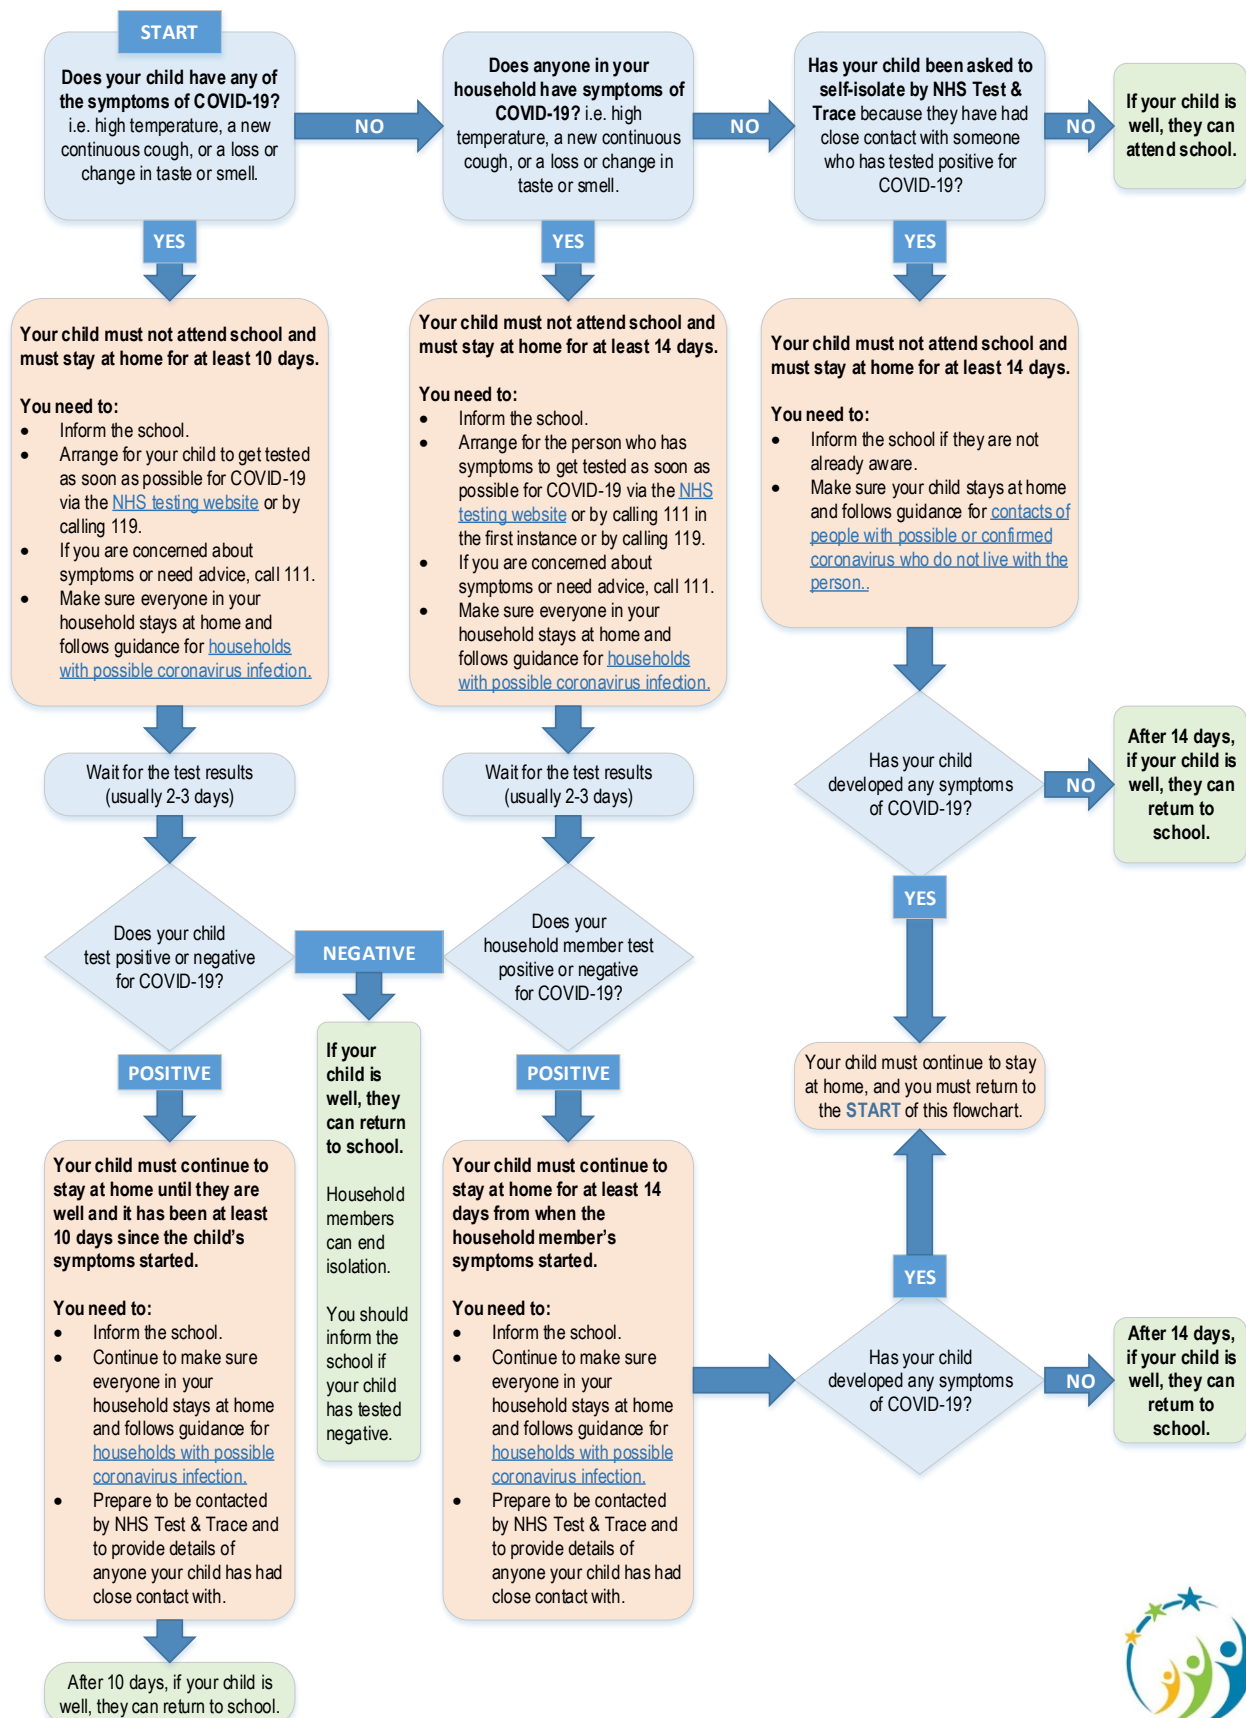 START
Does your child have any of
the symptoms of COVID-19?
i.e. high temperature, a new
continuous cough, or a loss or
change in taste or smell.
NO
Does anyone in your
household have symptoms of
COVID-19? i.e. high
temperature, a new continuous
cough, or a loss or change in
taste or smell.
NO
Has your child been asked to
self-isolate by NHS Test &
Trace because they have had
close contact with someone
who has tested positive for
COVID-19?
NO
If your child is
well, they can
attend school.
YES
YES
YES
Your child must not attend school and
must stay at home for at least 10 days.
You need to:
• Inform the school.
• Arrange for your child to get tested
as soon as possible for COVID-19
via the NHS testing website or by
calling 119.
• If you are concerned about
symptoms or need advice, call 111.
• Make sure everyone in your
household stays at home and
follows guidance for households
with possible coronavirus infection.
Your child must not attend school and
must stay at home for at least 14 days.
You need to:
• Inform the school.
• Arrange for the person who has
symptoms to get tested as soon as
possible for COVID-19 via the NHS
testing website or by calling 111 in
the first instance or by calling 119.
• If you are concerned about
symptoms or need advice, call 111.
• Make sure everyone in your
household stays at home and
follows guidance for households
with possible coronavirus infection.
Your child must not attend school and
must stay at home for at least 14 days.
You need to:
• Inform the school if they are not
already aware.
• Make sure your child stays at home
and follows guidance for contacts of
people with possible or confirmed
coronavirus who do not live with the
person..
Wait for the test results
(usually 2-3 days)
Wait for the test results
(usually 2-3 days)
Has your child
developed any symptoms
of COVID-19?
NO
After 14 days,
if your child is
well, they can
return to
school.
YES
Does your child
test positive or negative
for COVID-19?
NEGATIVE
Does your
household member test
positive or negative
for COVID-19?
If your
child is
well, they
can return
to school.
Household
members
can end
isolation.
You should
inform the
school if
your child
has tested
negative.
POSITIVE
POSITIVE
Your child must continue to stay
at home, and you must return to
the START of this flowchart.
Your child must continue to
stay at home until they are
well and it has been at least
10 days since the child's
symptoms started.
You need to:
• Inform the school.
• Continue to make sure
everyone in your
household stays at home
and follows guidance for
households with possible
coronavirus infection.
• Prepare to be contacted
by NHS Test & Trace and
to provide details of
anyone your child has had
close contact with.
Your child must continue to
stay at home for at least 14
days from when the
household member's
symptoms started.
You need to:
• Inform the school.
• Continue to make sure
everyone in your
household stays at home
and follows guidance for
households with possible
coronavirus infection.
• Prepare to be contacted
by NHS Test & Trace and
to provide details of
anyone your child has had
close contact with.
YES
Has your child
developed any symptoms
of COVID-19?
NO
After 14 days,
if your child is
well, they can
return to
school.
After 10 days, if your child is
well, they can return to school.